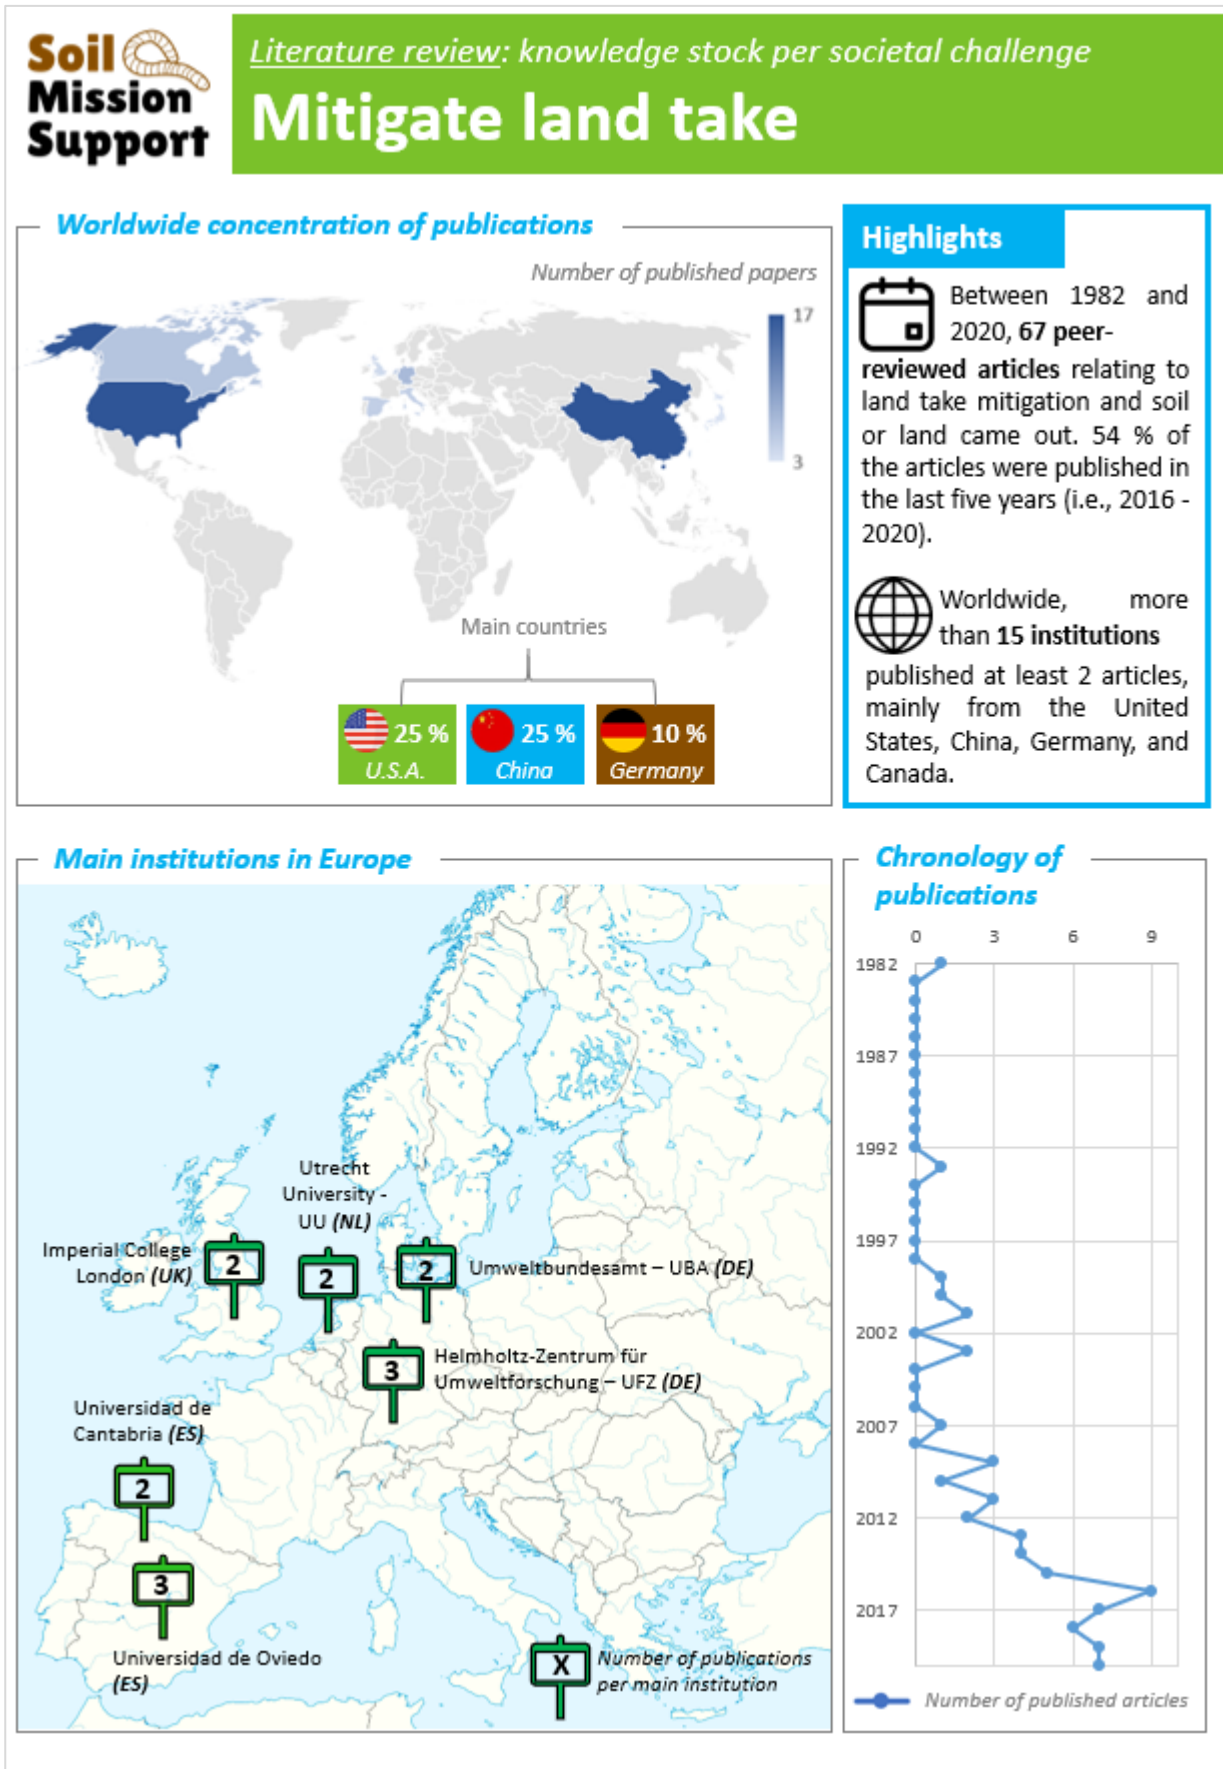 Soil
Mission
Support
Literature review: knowledge stock per societal challenge
Mitigate land take
Worldwide concentration of publications
Number of published papers
17
3
Main countries
25 %
U.S.A.
25 %
China
10 %
Germany
Highlights
Between 1982 and
2020, 67 peer-
reviewed articles relating to
land take mitigation and soil
or land came out. 54 % of
the articles were published in
the last five years (i.e., 2016 -
2020).
Worldwide, more
than 15 institutions
published at least 2 articles,
mainly from the United
States, China, Germany, and
Canada.
Main institutions in Europe
Utrecht
University -
UU (NL)
2
Imperial College
London (UK)
2
2
Umweltbundesamt – UBA (DE)
3
Helmholtz-Zentrum für
Umweltforschung – UFZ (DE)
Universidad de
Cantabria (ES)
2
3
Universidad de Oviedo
(ES)
X
Number of publications
per main institution
Chronology of
publications
0 3 6 9
1982
1987
1992
1997
2002
2007
2012
2017
Number of published articles